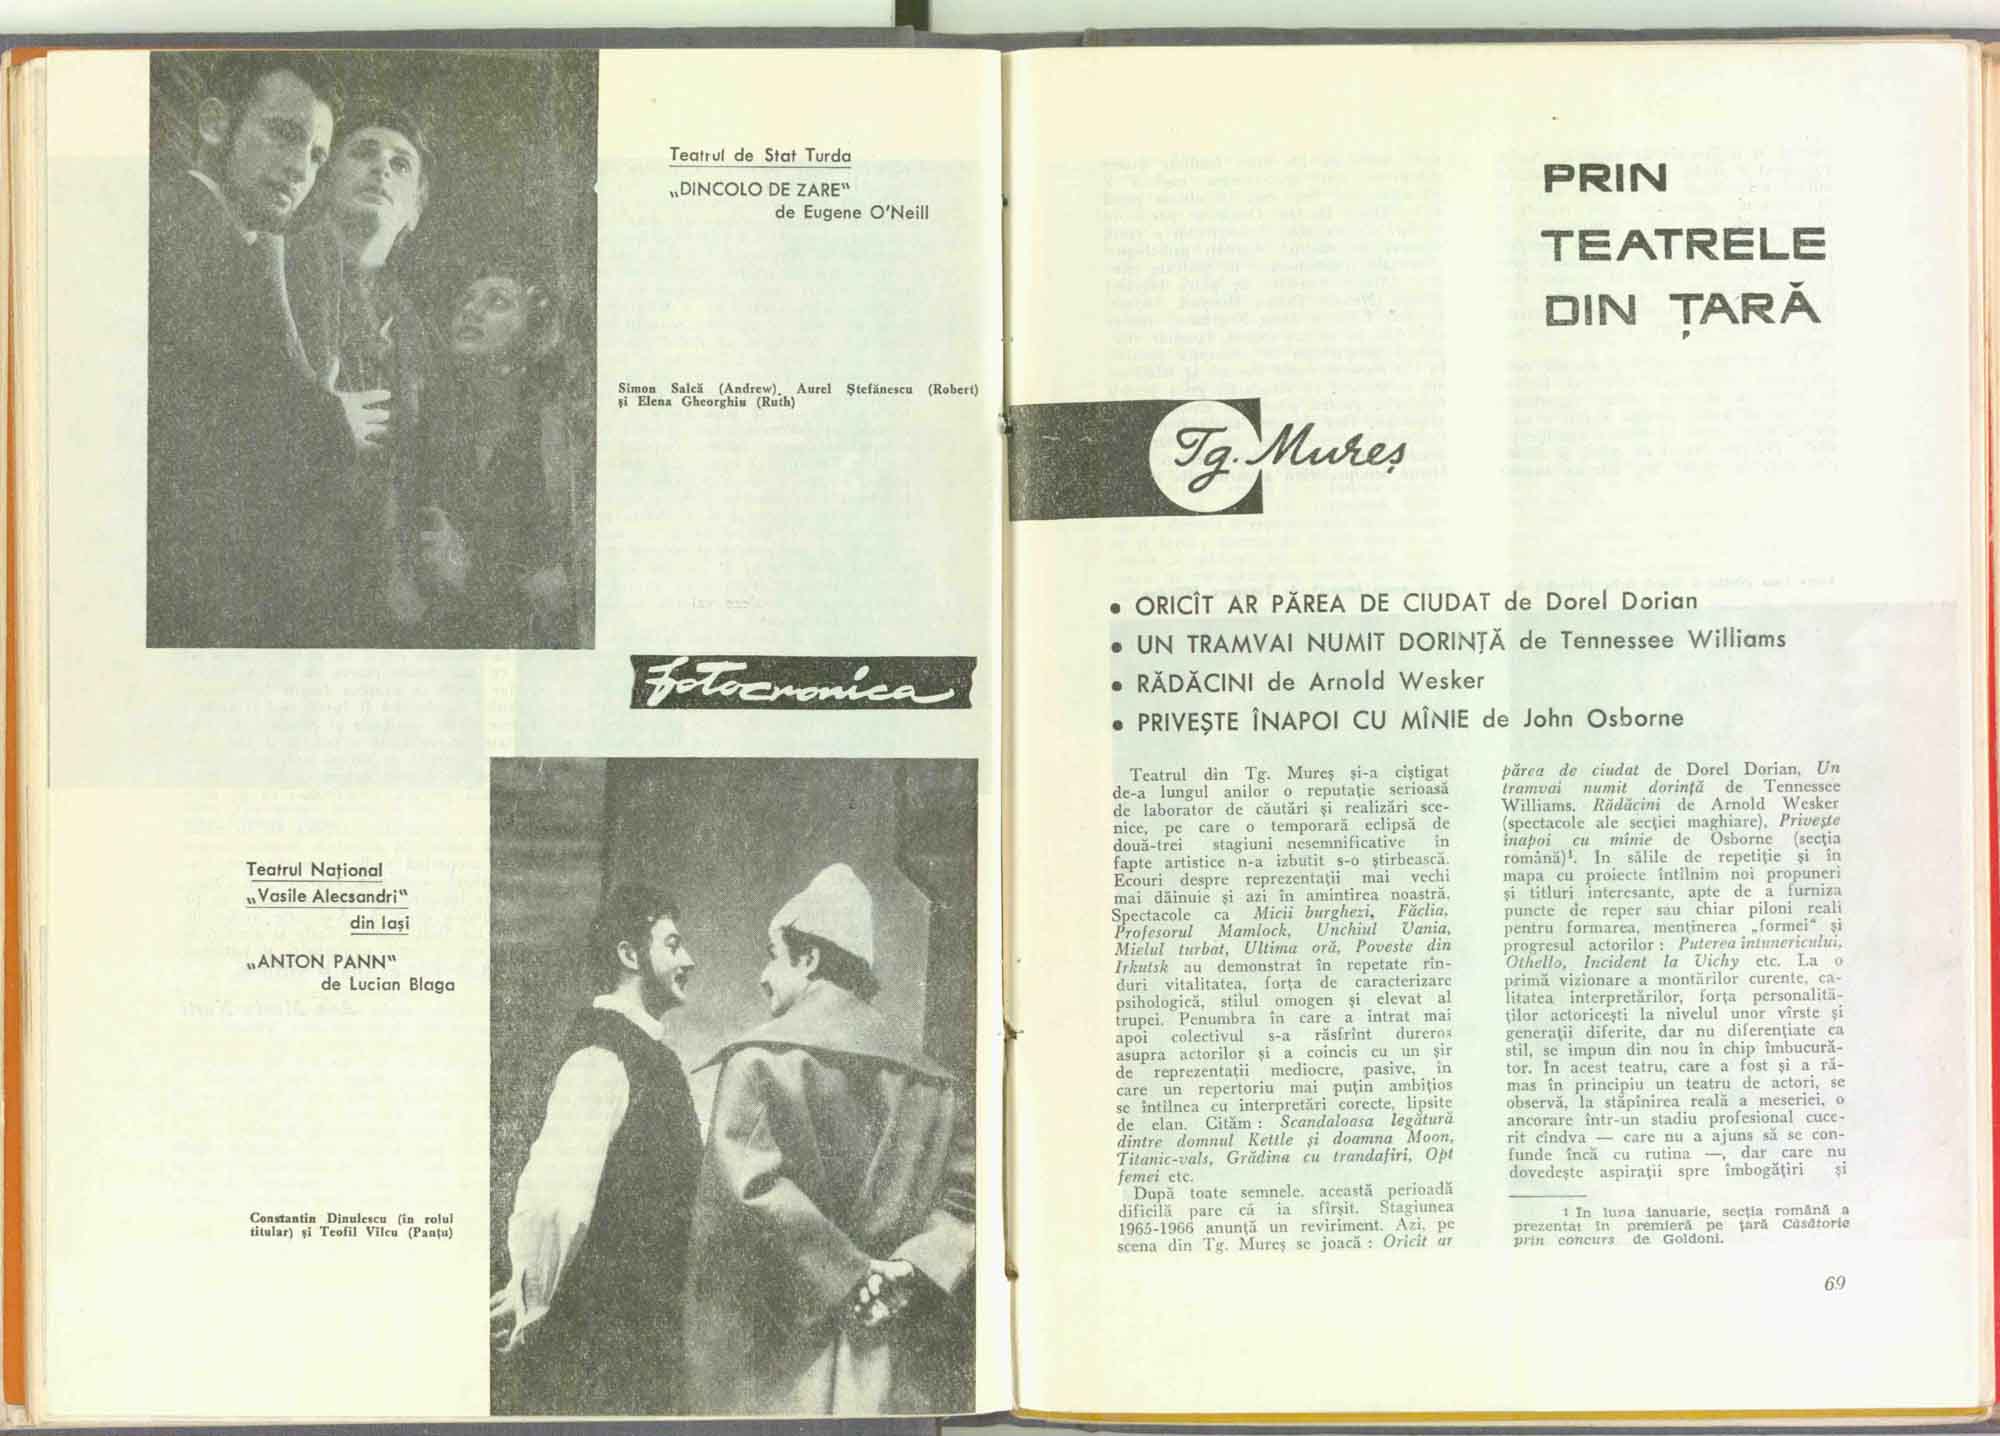 Teatrul de Stat Turda
„DINCOLO DE ZARE“
de Eugene O'Neill
Simon Salcă (Andrew), Aurel Ştefănescu (Robert)
şi Elena Gheorghiu (Ruth)
fotocronica
Teatrul Naţional
„Vasile Alecsandri“
din Iaşi
„ANTON PANN“
de Lucian Blaga
Constantin Dinulescu (în rolul
titular) şi Teofil Vîlcu (Panţu)
PRIN
TEATRELE
DIN ŢARĂ
Tg. Mureş
• ORICÎT AR PĂREA DE CIUDAT de Dorel Dorian
• UN TRAMVAI NUMIT DORINŢĂ de Tennessee Williams
• RĂDĂCINI de Arnold Wesker
• PRIVEŞTE ÎNAPOI CU MÎNIE de John Osborne
Teatrul din Tg. Mureş şi-a cîştigat
de-a lungul anilor o reputaţie serioasă
de laborator de căutări şi realizări sce-
nice, pe care o temporară eclipsă de
două-trei stagiuni nesemnificative în
fapte artistice n-a izbutit s-o ştirbească.
Ecouri despre reprezentaţii mai vechi
mai dăinuie şi azi în amintirea noastră.
Spectacole ca Micii burghezi, Făclia,
Profesorul Mamlock, Unchiul Vania,
Mielul turbat, Ultima oră, Poveste din
Irkutsk au demonstrat în repetate rîn-
duri vitalitatea, forţa de caracterizare
psihologică, stilul omogen şi elevat al
trupei. Penumbra în care a intrat mai
apoi colectivul s-a răsfrînt dureros
asupra actorilor şi a coincis cu un şir
de reprezentaţii mediocre, pasive, în
care un repertoriu mai puţin ambiţios
se întîlnea cu interpretări corecte, lipsite
de elan. Cităm : Scandaloasa legătură
dintre domnul Kettle şi doamna Moon,
Titanic-vals, Grădina cu trandafiri, Opt
femei etc.
După toate semnele, această perioadă
dificilă pare că ia sfîrşit. Stagiunea
1965-1966 anunţă un reviriment. Azi, pe
scena din Tg. Mureş se joacă : Oricît ar
părea de ciudat de Dorel Dorian, Un
tramvai numit dorinţă de Tennessee
Williams, Rădăcini de Arnold Wesker
(spectacole ale secţiei maghiare), Priveşte
înapoi cu mînie de Osborne (secţia
română)¹. In sălile de repetiţie şi în
mapa cu proiecte întîlnim noi propuneri
şi titluri interesante, apte de a furniza
puncte de reper sau chiar piloni reali
pentru formarea, menţinerea „formei“ şi
progresul actorilor : Puterea întunericului,
Othello, Incident la Vichy etc. La o
primă vizionare a montărilor curente, ca-
litatea interpretărilor, forţa personalită-
ţilor actoriceşti la nivelul unor vîrste şi
generaţii diferite, dar nu diferenţiate ca
stil, se impun din nou în chip îmbucură-
tor. În acest teatru, care a fost şi a ră-
mas în principiu un teatru de actori, se
observă, la stăpînirea reală a meseriei, o
ancorare într-un stadiu profesional cuce-
rit cîndva — care nu a ajuns să se con-
funde încă cu rutina —, dar care nu
dovedeşte aspiraţii spre îmbogăţiri şi
¹ In luna ianuarie, secţia română a
prezentat în premieră pe ţară Căsătorie
prin concurs de Goldoni.
69